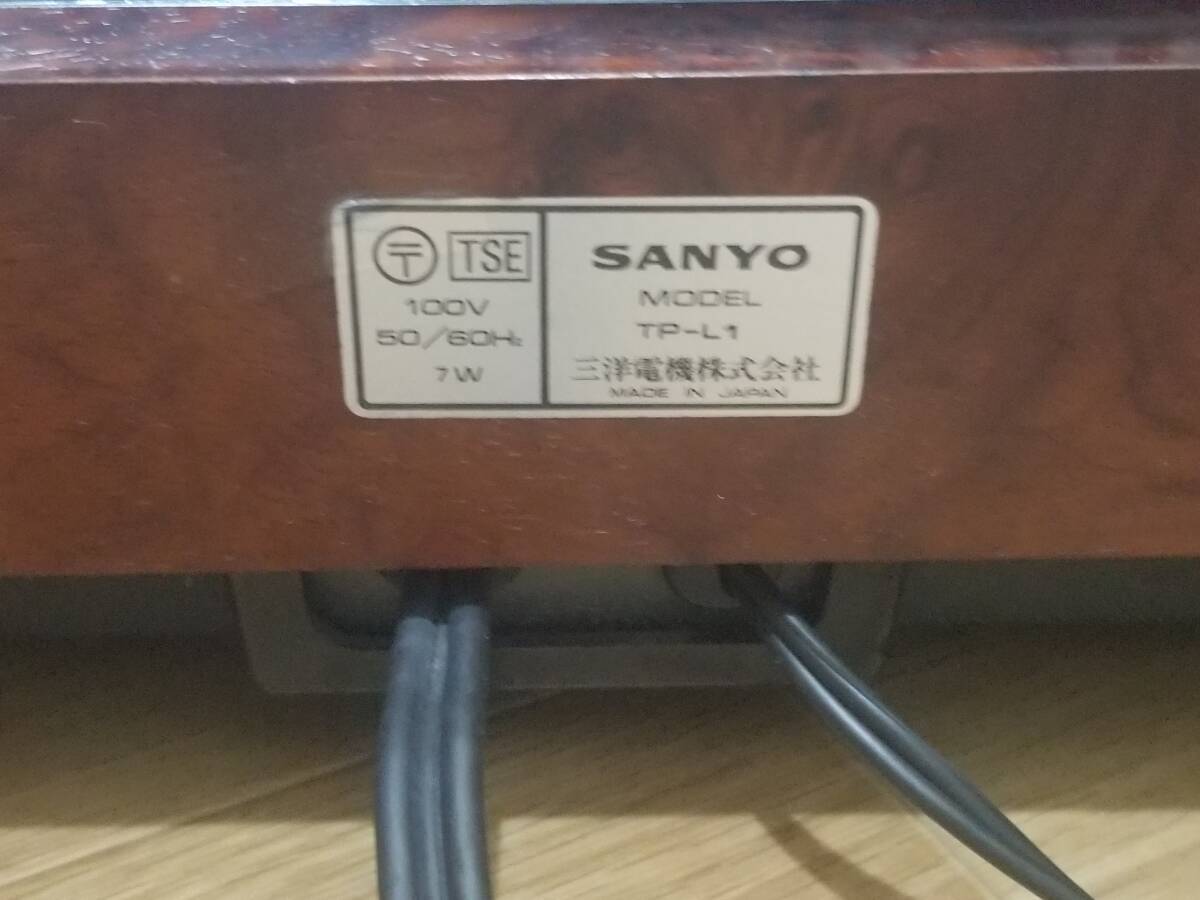 〒 TSE
100V
50/60Hz
7W
SANYO
MODEL
TP-L1
三洋電機株式会社
MADE IN JAPAN